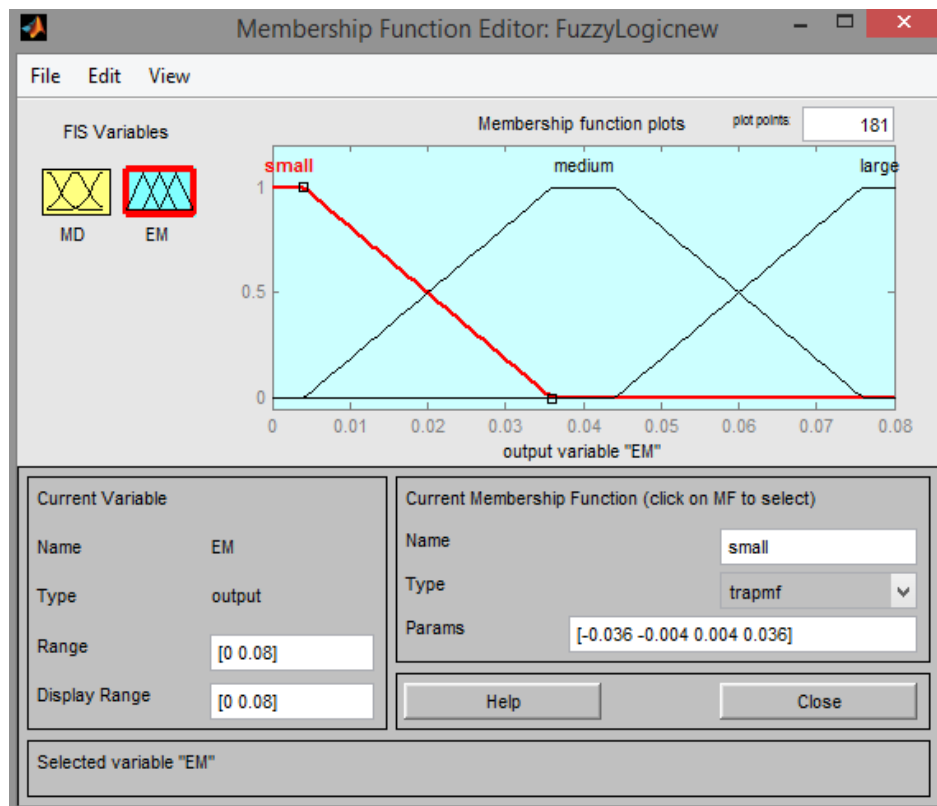 Membership Function Editor: FuzzyLogicnew
File Edit View
FIS Variables
MD
EM
Membership function plots
plot points:
181
small
medium
large
1
0.5
0
0 0.01 0.02 0.03 0.04 0.05 0.06 0.07 0.08
output variable "EM"
Current Variable
Name EM
Type output
Range [0 0.08]
Display Range [0 0.08]
Current Membership Function (click on MF to select)
Name small
Type trapmf
Params [-0.036 -0.004 0.004 0.036]
Help
Close
Selected variable "EM"